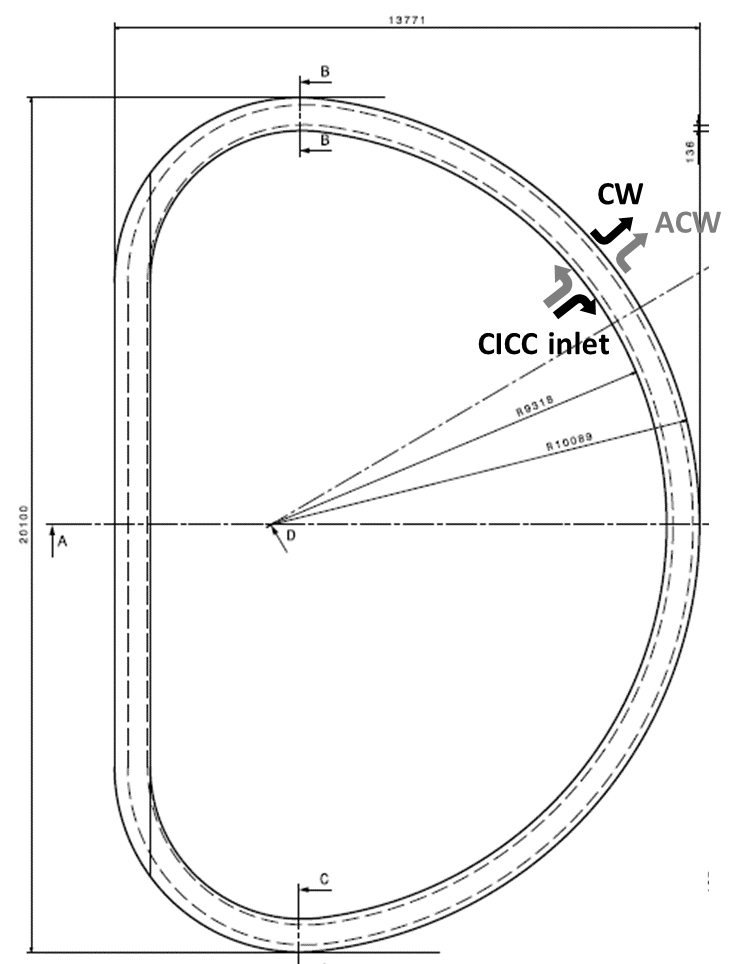 13771
B
B
136
CW
ACW
CICC inlet
R9318
R10089
20100
A
D
C